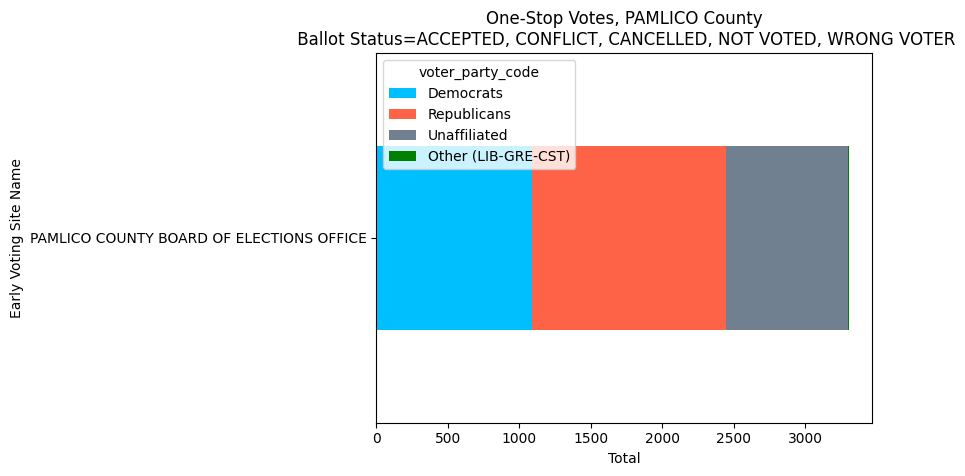 One-Stop Votes, PAMLICO County
Ballot Status=ACCEPTED, CONFLICT, CANCELLED, NOT VOTED, WRONG VOTER
voter_party_code
Democrats
Republicans
Unaffiliated
Other (LIB-GRE-CST)
Early Voting Site Name
PAMLICO COUNTY BOARD OF ELECTIONS OFFICE
0 500 1000 1500 2000 2500 3000
Total